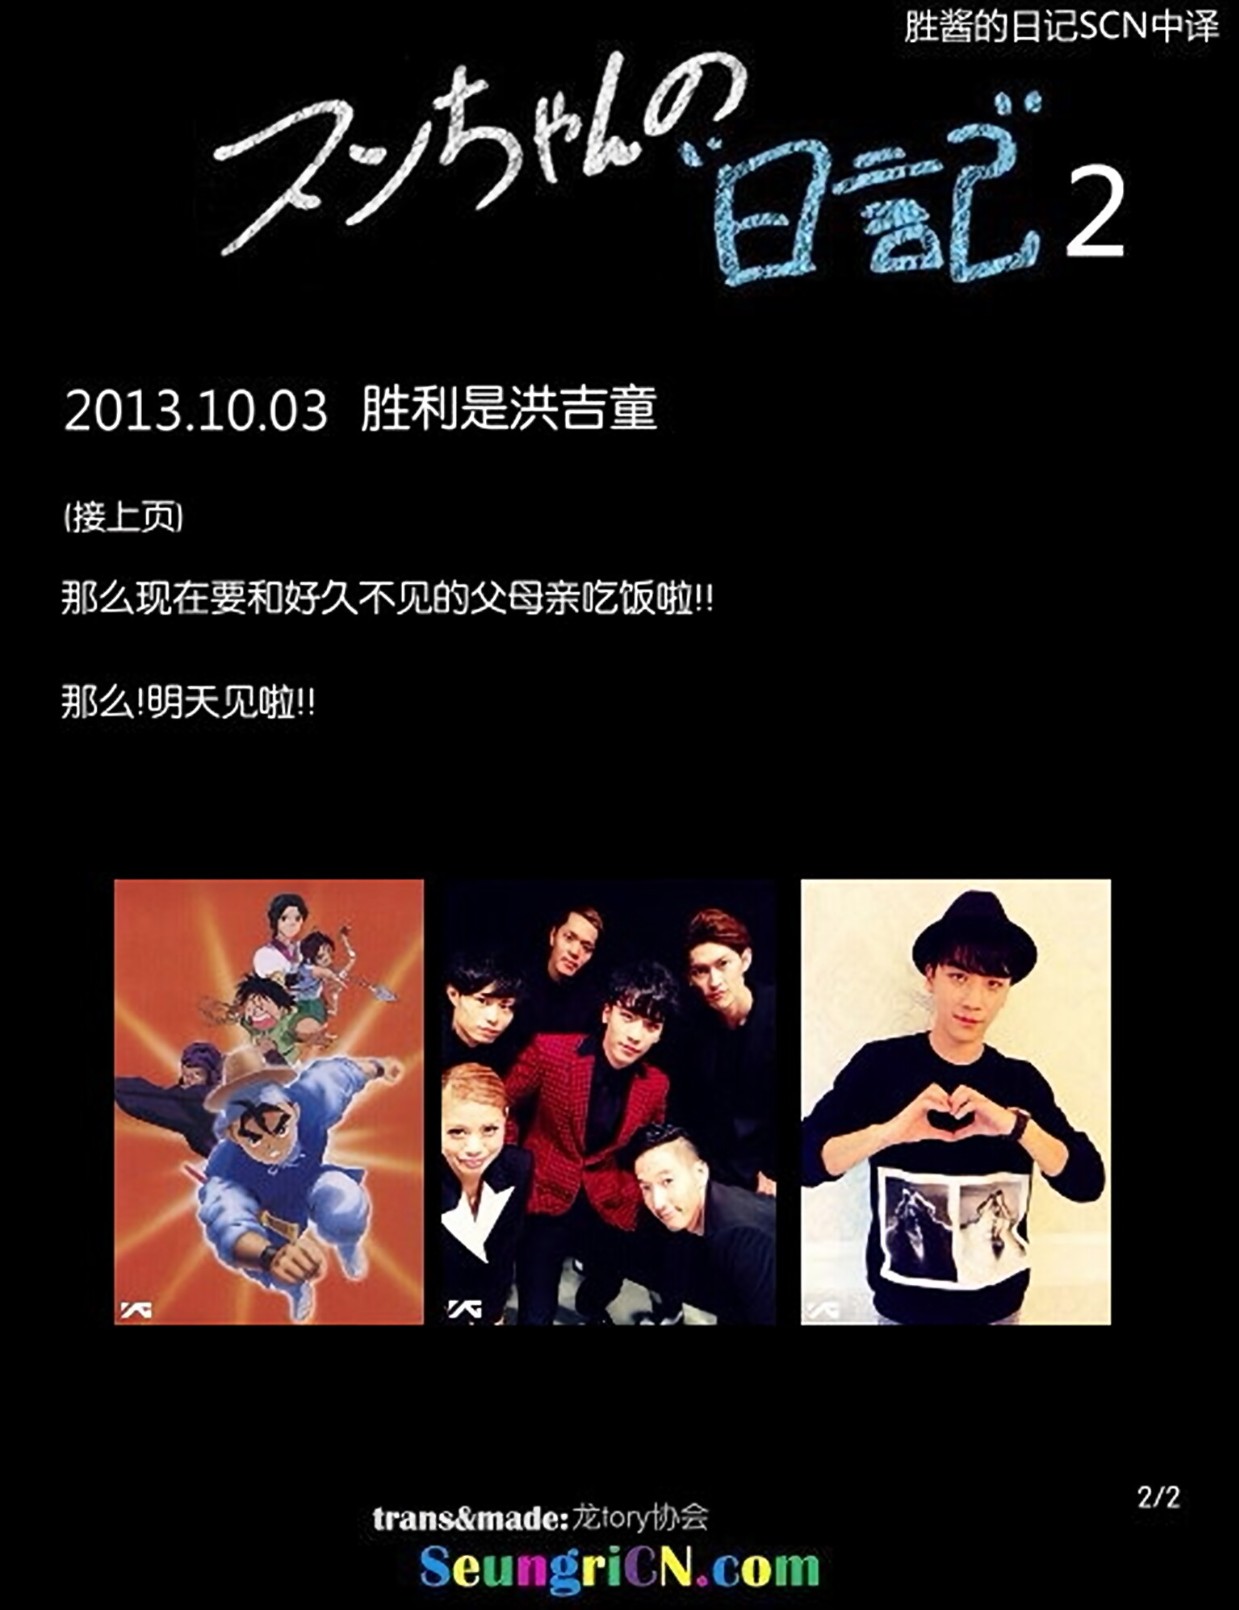 胜酱的日记SCN中译
スンちゃんの
日記2
2013.10.03 胜利是洪吉童
(接上页)
那么现在要和好久不见的父母亲吃饭啦!!
那么!明天见啦!!
YG
YG
YG
2/2
trans&made:龙tory协会
SeungriCN.com